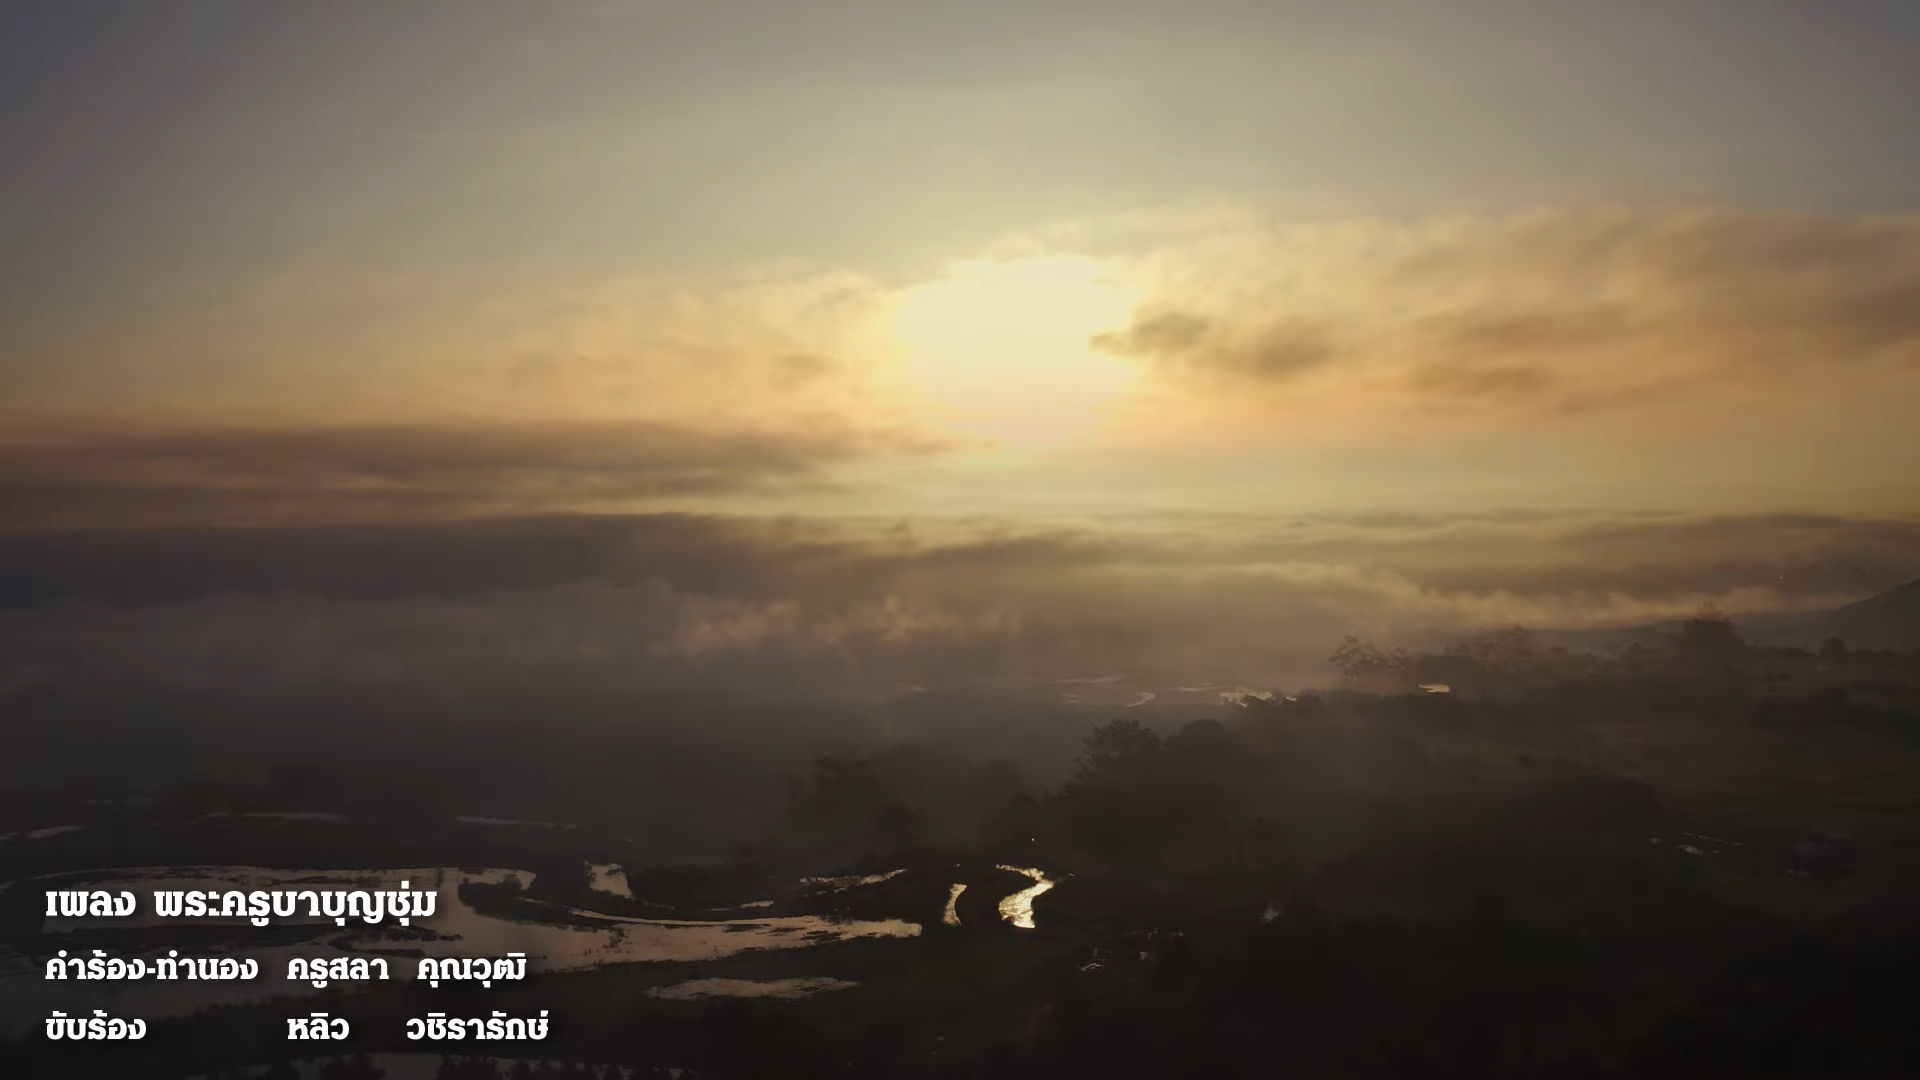 เพลง พระครูบาบุญชุ่ม
คำร้อง-ทำนอง ครูสลา คุณวุฒิ
ขับร้อง หลิว วชิรารักษ์